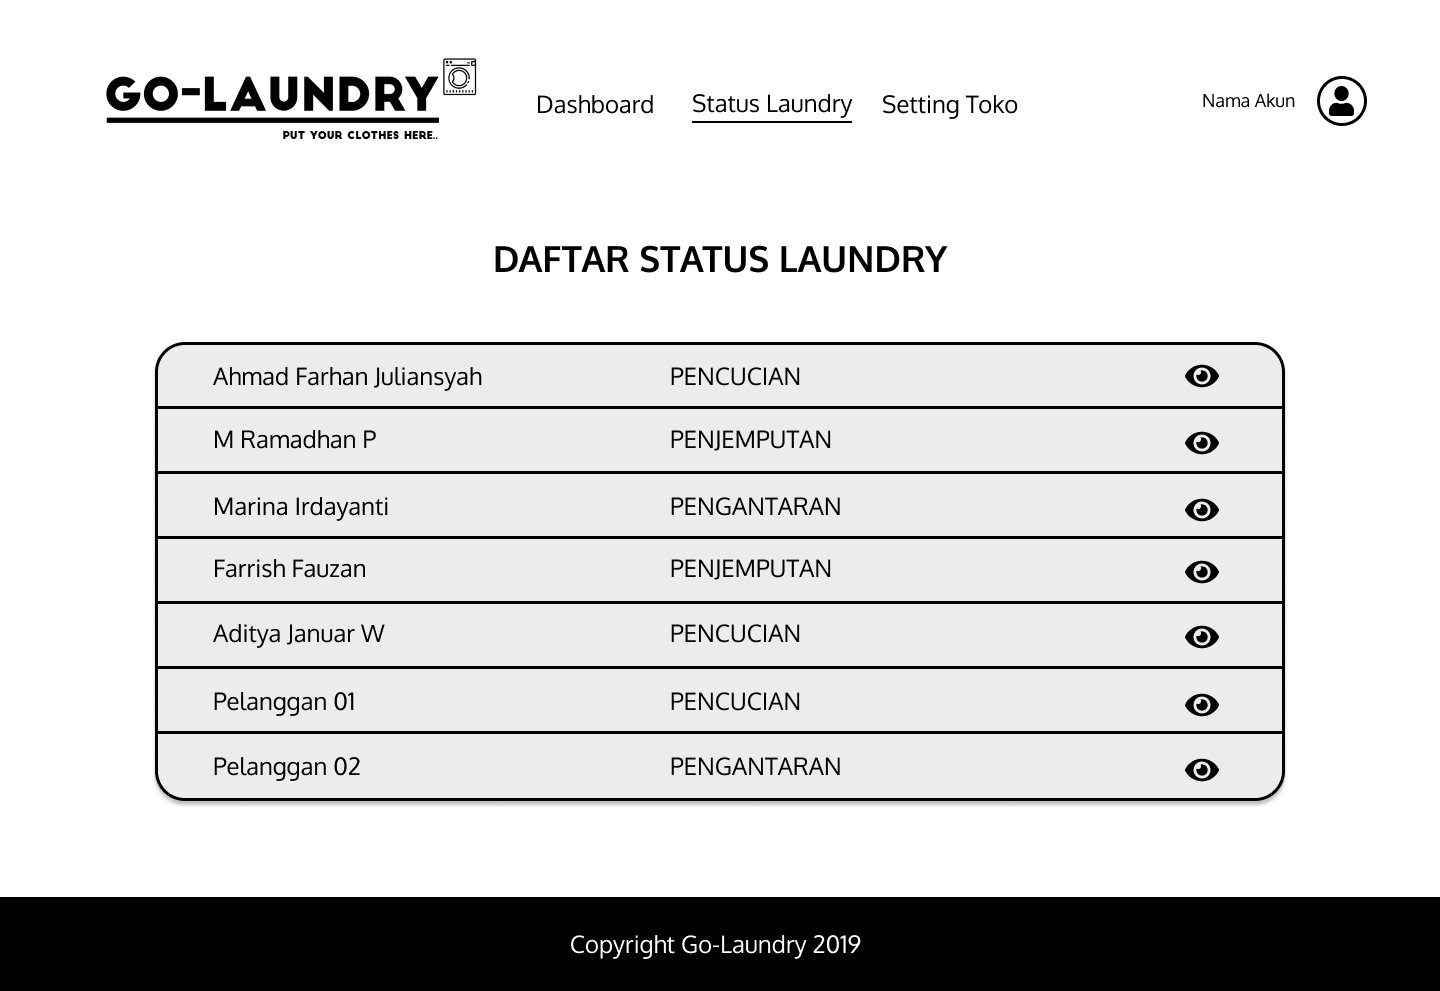 GO-LAUNDRY
PUT YOUR CLOTHES HERE..
Dashboard Status Laundry Setting Toko Nama Akun
DAFTAR STATUS LAUNDRY
Ahmad Farhan Juliansyah PENCUCIAN
M Ramadhan P PENJEMPUTAN
Marina Irdayanti PENGANTARAN
Farrish Fauzan PENJEMPUTAN
Aditya Januar W PENCUCIAN
Pelanggan 01 PENCUCIAN
Pelanggan 02 PENGANTARAN
Copyright Go-Laundry 2019